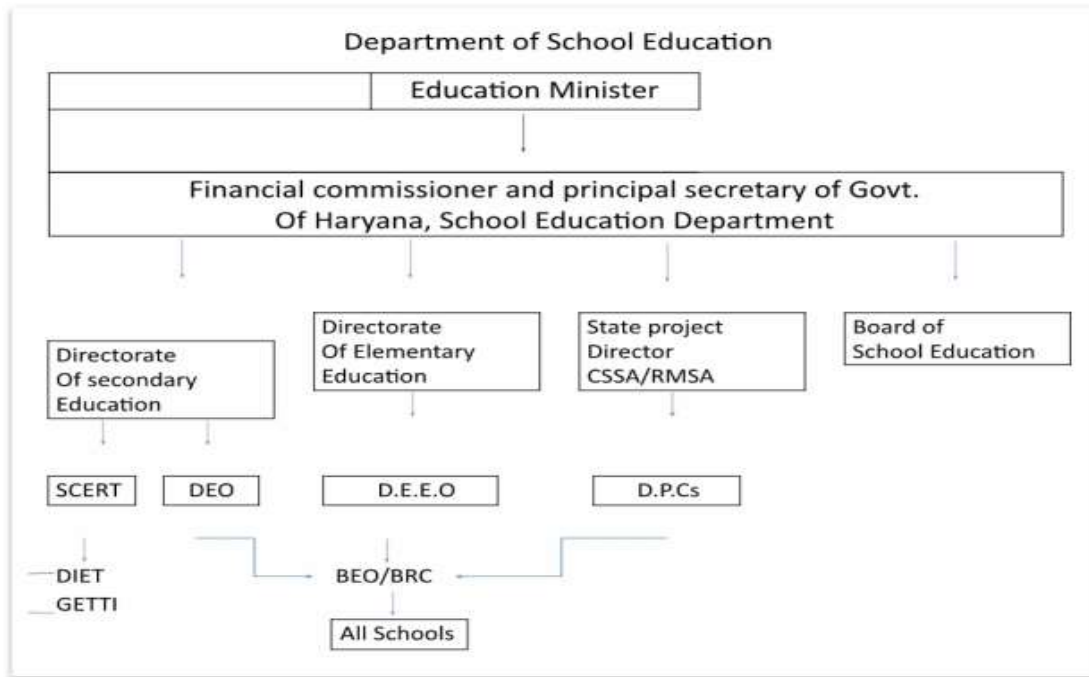 Department of School Education
Education Minister
Financial commissioner and principal secretary of Govt.
Of Haryana, School Education Department
Directorate
Of secondary
Education
Directorate
Of Elementary
Education
State project
Director
CSSA/RMSA
Board of
School Education
SCERT
DEO
D.E.E.O
D.P.Cs
DIET
GETTI
BEO/BRC
All Schools